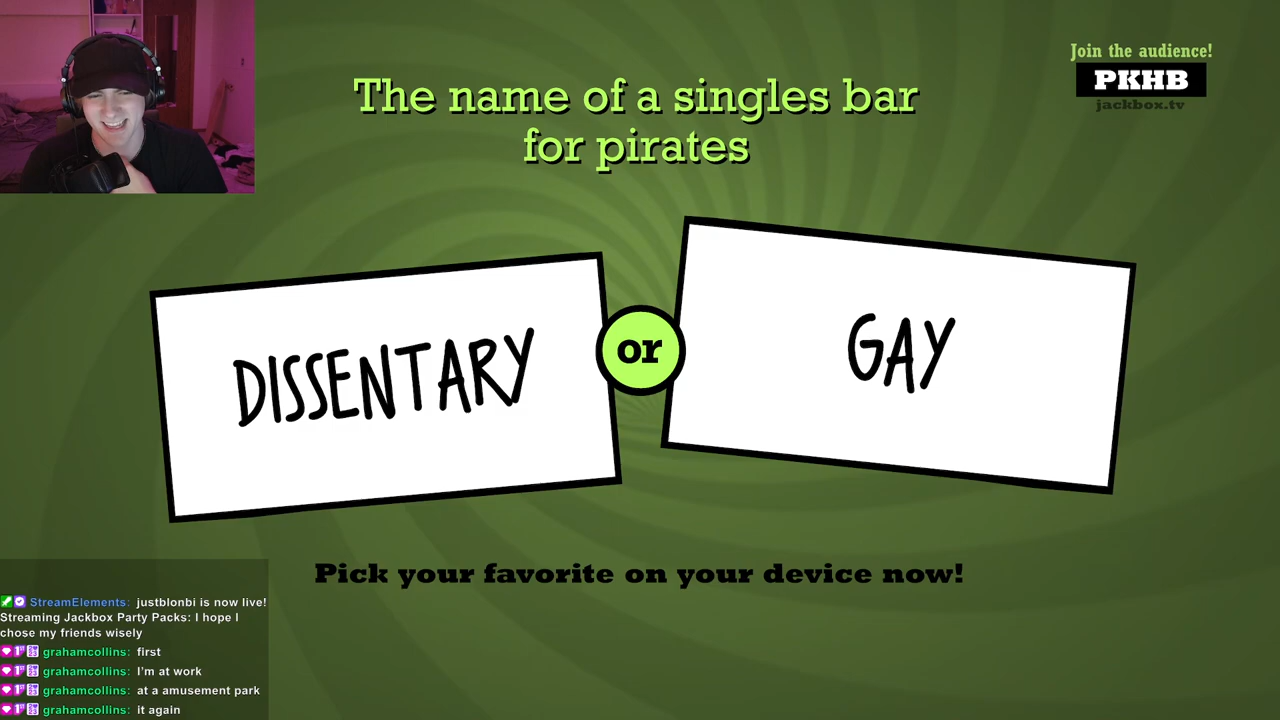 Join the audience!
PKHB
jackbox.tv
The name of a singles bar
for pirates
DISSENTARY
or
GAY
Pick your favorite on your device now!
StreamElements: justblonbi is now live!
Streaming Jackbox Party Packs: I hope I
chose my friends wisely
grahamcollins: first
grahamcollins: I'm at work
grahamcollins: at a amusement park
grahamcollins: it again